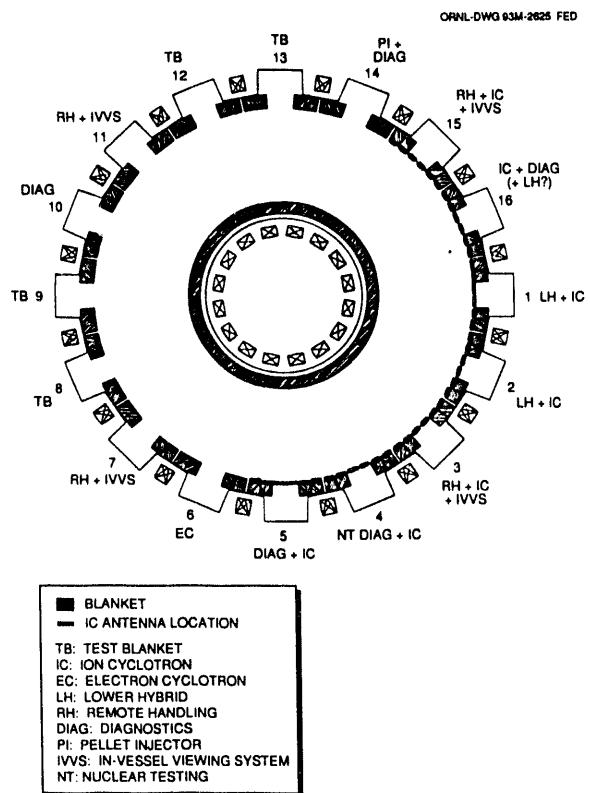 ORNL-DWG 93M-2625 FED
TB
13
PI +
DIAG
14
RH + IC
+ IVVS
15
IC + DIAG
(+ LH?)
16
1 LH + IC
2
LH + IC
3
RH + IC
+ IVVS
4
NT DIAG + IC
5
DIAG + IC
6
EC
7
RH + IVVS
8
TB
TB 9
DIAG
10
RH + IVVS
11
TB
12
BLANKET
IC ANTENNA LOCATION
TB: TEST BLANKET
IC: ION CYCLOTRON
EC: ELECTRON CYCLOTRON
LH: LOWER HYBRID
RH: REMOTE HANDLING
DIAG: DIAGNOSTICS
PI: PELLET INJECTOR
IVVS: IN-VESSEL VIEWING SYSTEM
NT: NUCLEAR TESTING